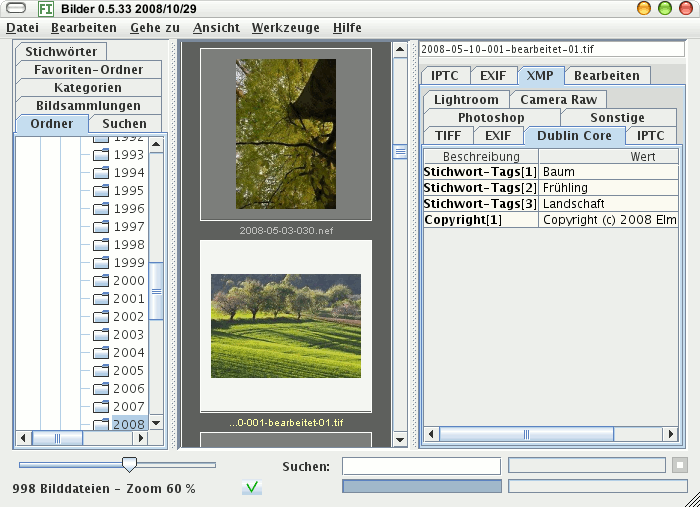 Bilder 0.5.33 2008/10/29
Datei Bearbeiten Gehe zu Ansicht Werkzeuge Hilfe
Stichwörter
Favoriten-Ordner
Kategorien
Bildsammlungen
Ordner Suchen
1992
1993
1994
1995
1996
1997
1998
1999
2000
2001
2002
2003
2004
2005
2006
2007
2008
2008-05-03-030.nef
...0-001-bearbeitet-01.tif
2008-05-10-001-bearbeitet-01.tif
IPTC EXIF XMP Bearbeiten
Lightroom Camera Raw
Photoshop Sonstige
TIFF EXIF Dublin Core IPTC
Beschreibung Wert
Stichwort-Tags[1] Baum
Stichwort-Tags[2] Frühling
Stichwort-Tags[3] Landschaft
Copyright[1] Copyright (c) 2008 Elm
Suchen:
998 Bilddateien - Zoom 60 %